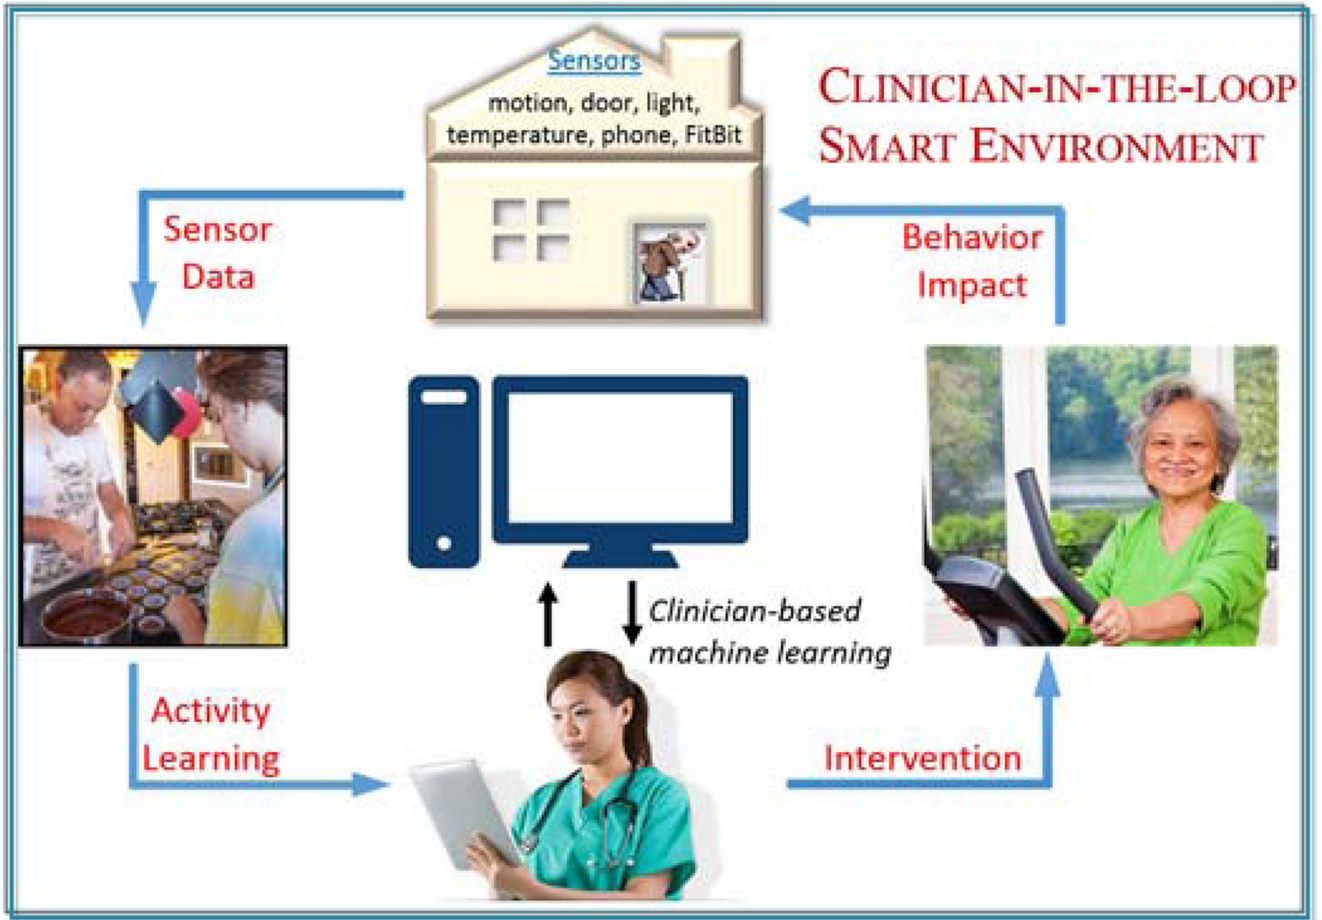 Sensors
motion, door, light,
temperature, phone, FitBit
CLINICIAN-IN-THE-LOOP
SMART ENVIRONMENT
Sensor
Data
Behavior
Impact
Clinician-based
machine learning
Activity
Learning
Intervention